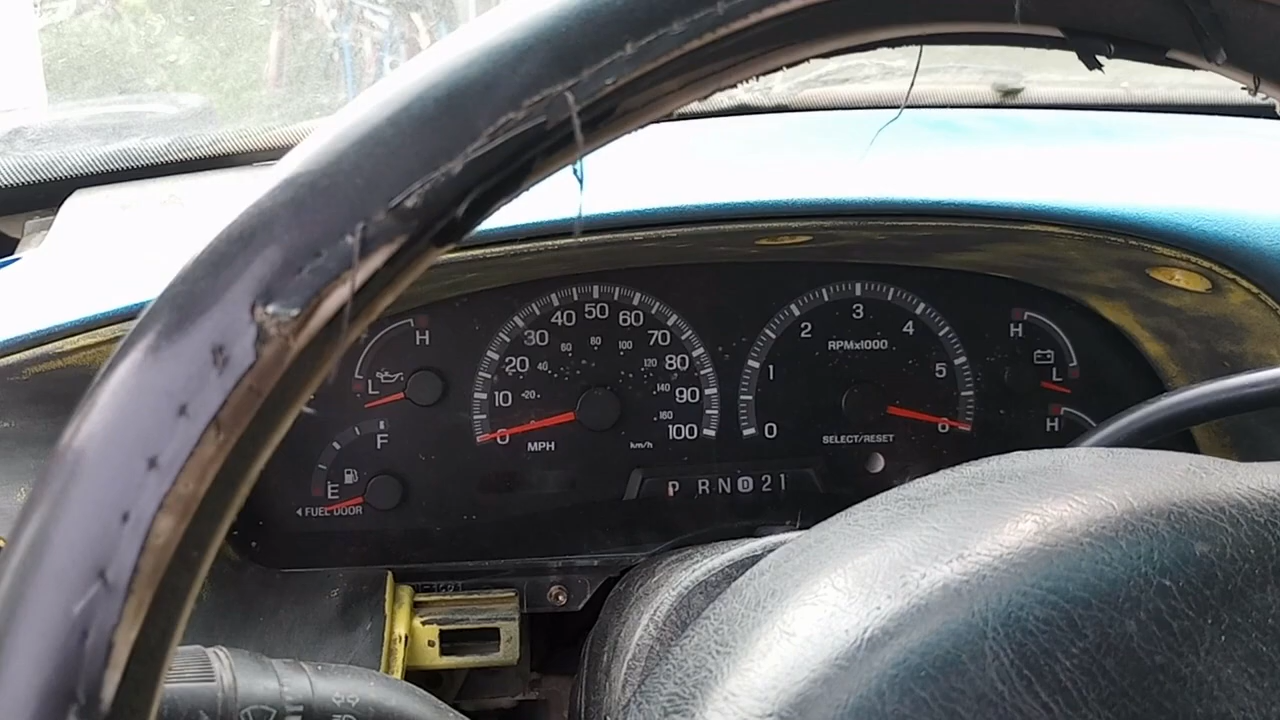 H
L
F
E
◄ FUEL DOOR
0 10 20 30 40 50 60 70 80 90 100
20 40 60 80 100 120 140 160
MPH
km/h
0 1 2 3 4 5 6
RPMx1000
SELECT/RESET
P R N D 2 1
H
L
H